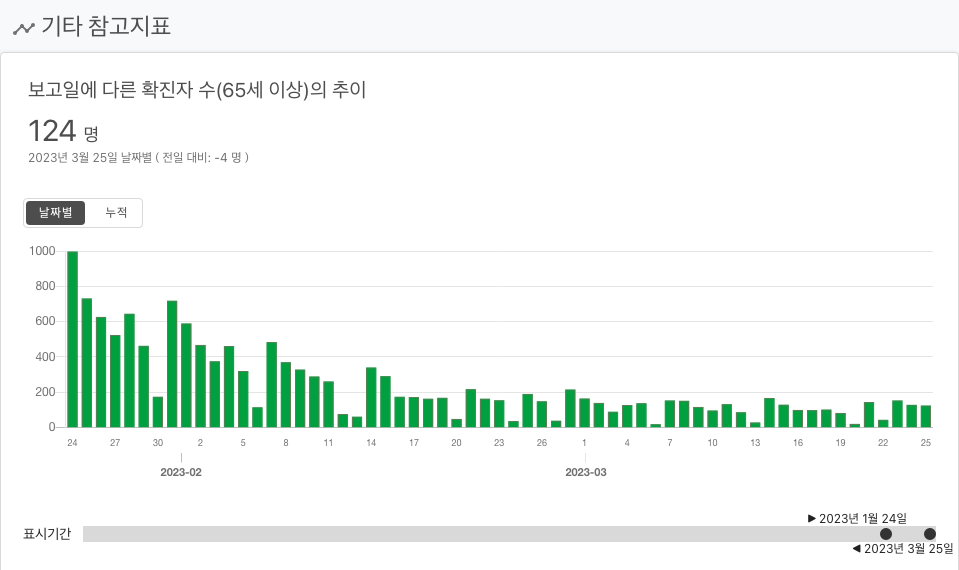 기타 참고지표
보고일에 다른 확진자 수(65세 이상)의 추이
124 명
2023년 3월 25일 날짜별 ( 전일 대비: -4 명 )
날짜별 누적
1000
800
600
400
200
0
24 27 30 2 5 8 11 14 17 20 23 26 1 4 7 10 13 16 19 22 25
2023-02 2023-03
▶ 2023년 1월 24일
표시기간
◀ 2023년 3월 25일